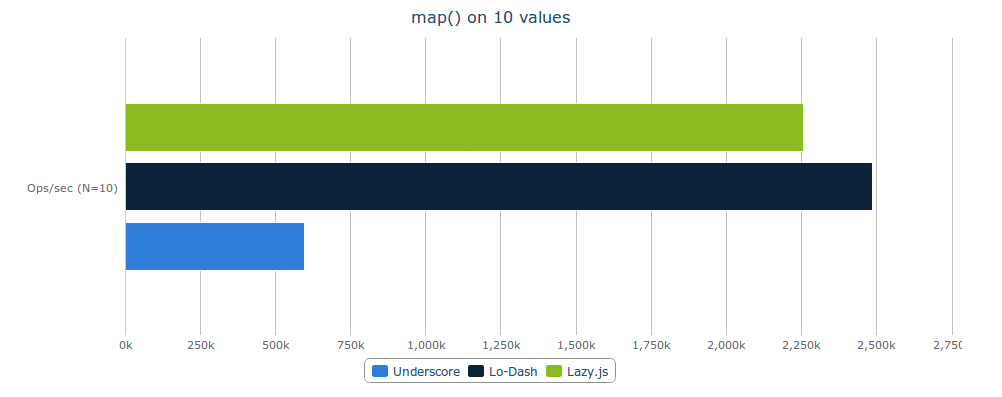 map() on 10 values
Ops/sec (N=10)
0k 250k 500k 750k 1,000k 1,250k 1,500k 1,750k 2,000k 2,250k 2,500k 2,750
Underscore Lo-Dash Lazy.js